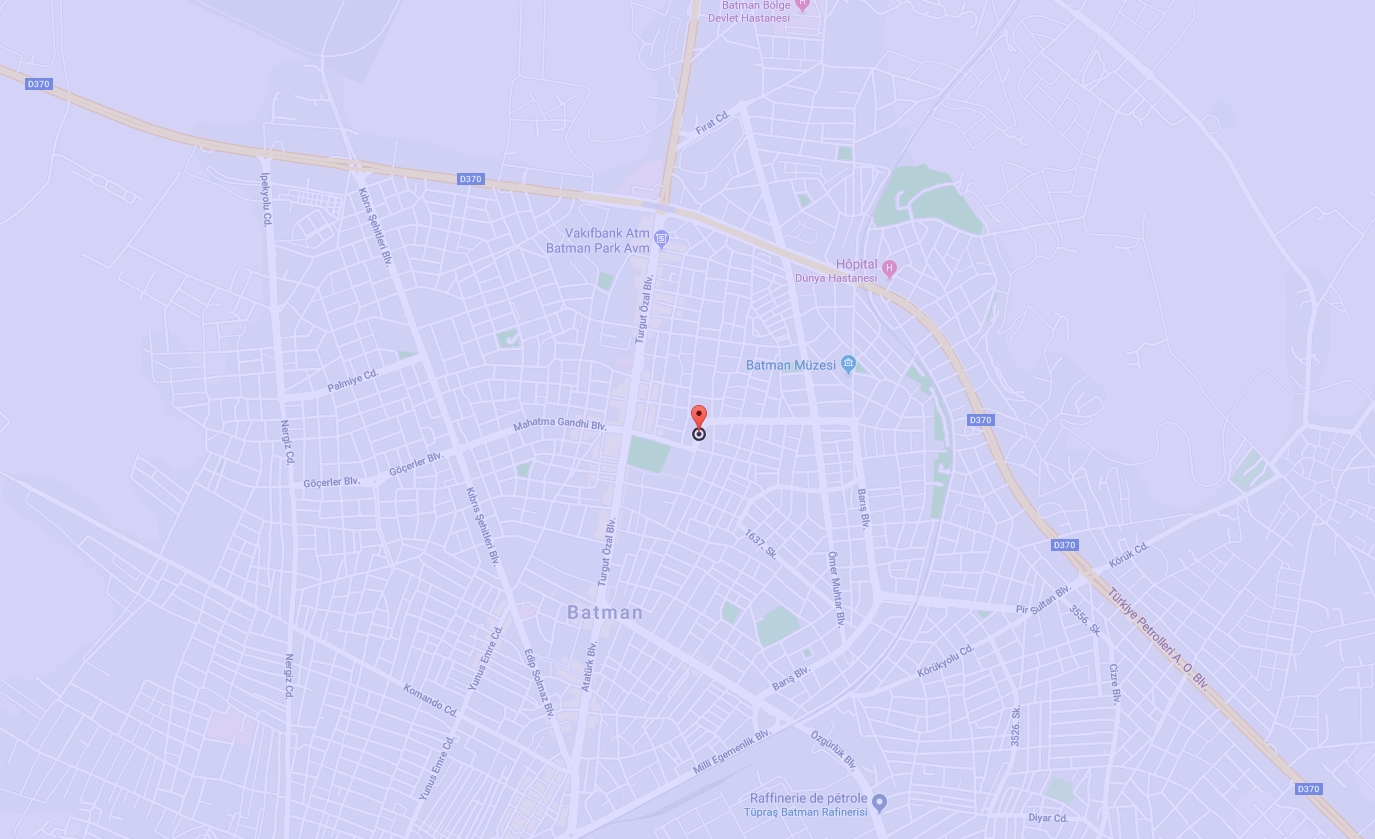 Batman Bölge
Devlet Hastanesi
D370
Fırat Cd.
D370
İpekyolu Cd.
Kıbrıs Şehitleri Blv.
Vakıfbank Atm
Batman Park Avm
Hôpital
Dünya Hastanesi
Turgut Özal Blv.
Batman Müzesi
Palmiye Cd.
Mahatma Gandhi Blv.
D370
Nergiz Cd.
Göçerler Blv.
Göçerler Blv.
Kıbrıs Şehitleri Blv.
Barış Blv.
Turgut Özal Blv.
1637. Sk.
D370
Körük Cd.
Ömer Muhtar Blv.
Pir Sultan Blv.
3556. Sk.
Türkiye Petrolleri A. O. Blv.
Batman
Yunus Emre Cd.
Edip Solmaz Blv.
Atatürk Blv.
Nergiz Cd.
Körükyolu Cd.
Barış Blv.
Cizre Blv.
Komando Cd.
3526. Sk.
Milli Egemenlik Blv.
Özgürlük Blv.
Yunus Emre Cd.
Raffinerie de pétrole
Tüpraş Batman Rafinerisi
D370
Diyar Cd.